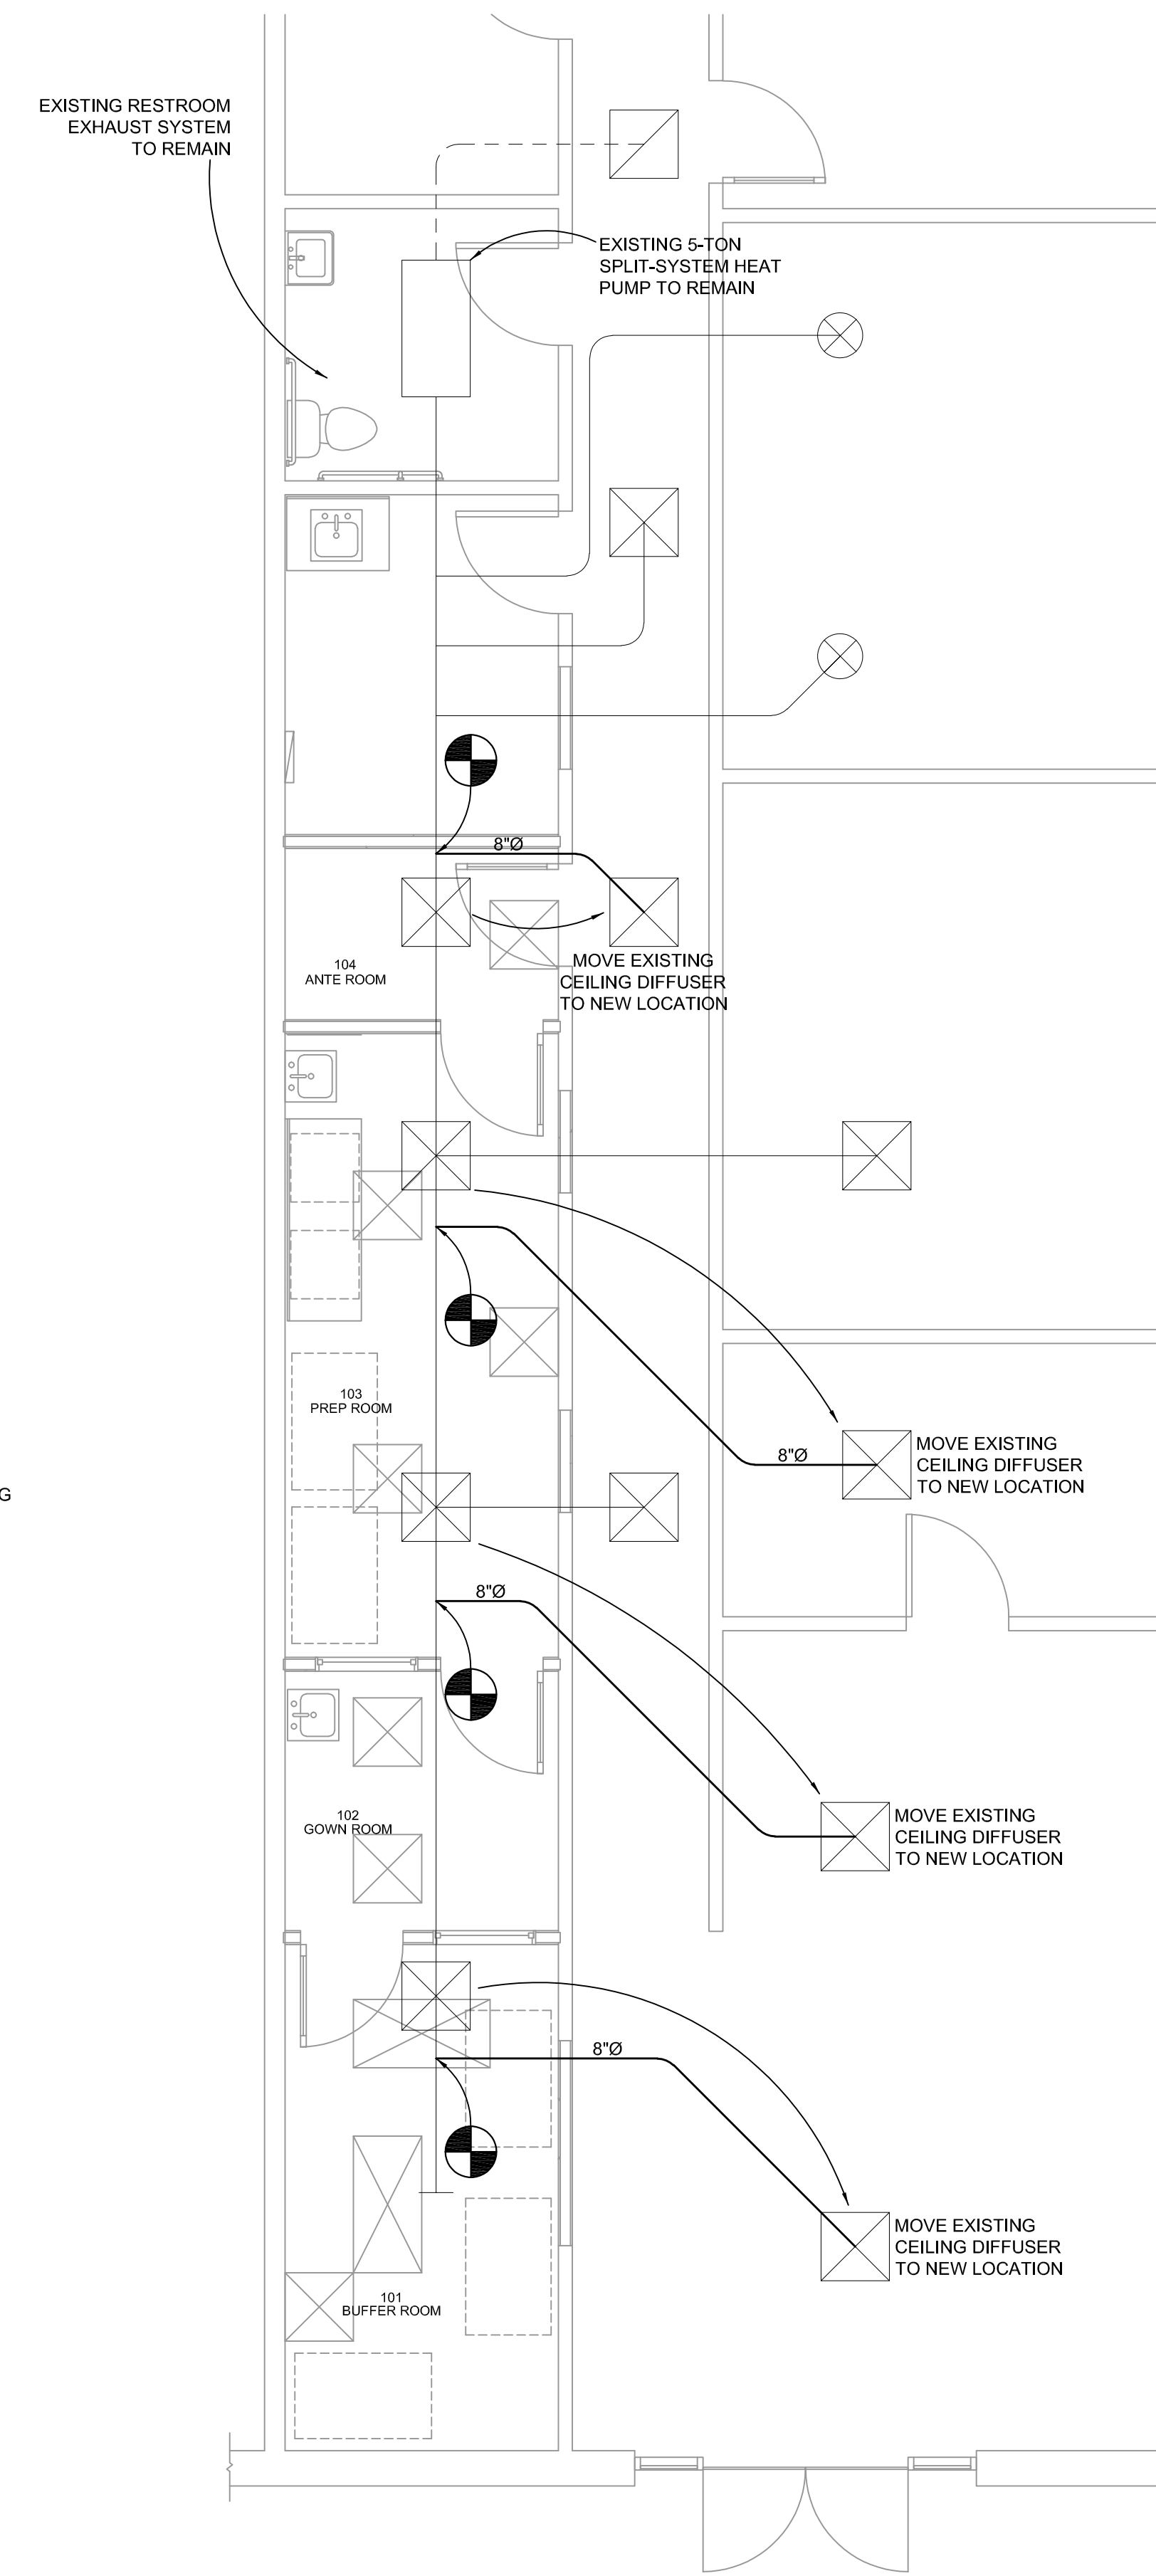 EXISTING RESTROOM
EXHAUST SYSTEM
TO REMAIN
EXISTING 5-TON
SPLIT-SYSTEM HEAT
PUMP TO REMAIN
8"Ø
MOVE EXISTING
CEILING DIFFUSER
TO NEW LOCATION
104
ANTE ROOM
103
PREP ROOM
8"Ø
MOVE EXISTING
CEILING DIFFUSER
TO NEW LOCATION
G
8"Ø
102
GOWN ROOM
MOVE EXISTING
CEILING DIFFUSER
TO NEW LOCATION
8"Ø
MOVE EXISTING
CEILING DIFFUSER
TO NEW LOCATION
101
BUFFER ROOM